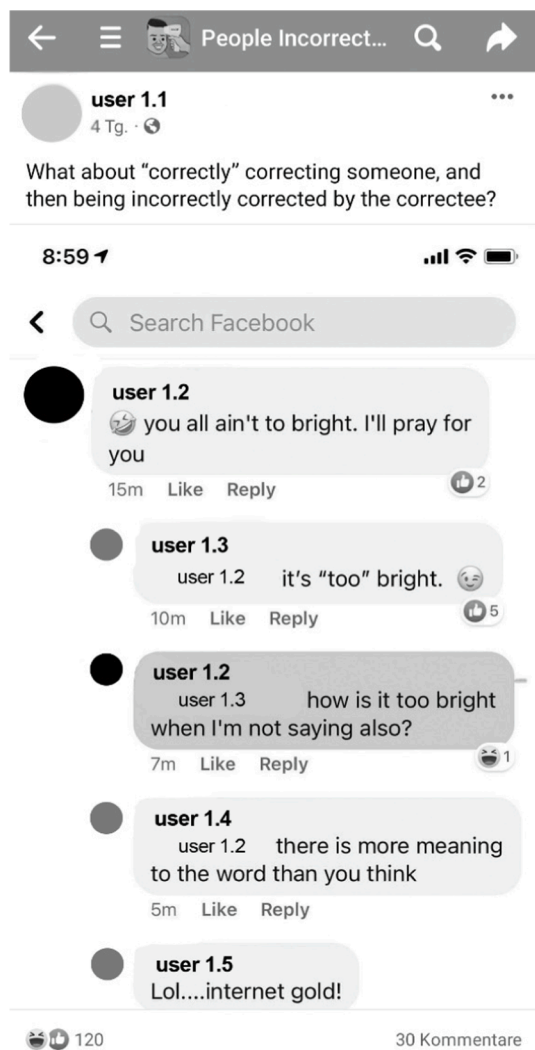 People Incorrect...
user 1.1
4 Tg. ·
What about “correctly” correcting someone, and
then being incorrectly corrected by the correctee?
8:59
Search Facebook
user 1.2
🤣 you all ain't to bright. I'll pray for
you
15m Like Reply 2
user 1.3
user 1.2 it’s “too” bright. 😉
10m Like Reply 5
user 1.2
user 1.3 how is it too bright
when I'm not saying also?
7m Like Reply 1
user 1.4
user 1.2 there is more meaning
to the word than you think
5m Like Reply
user 1.5
Lol....internet gold!
120 30 Kommentare